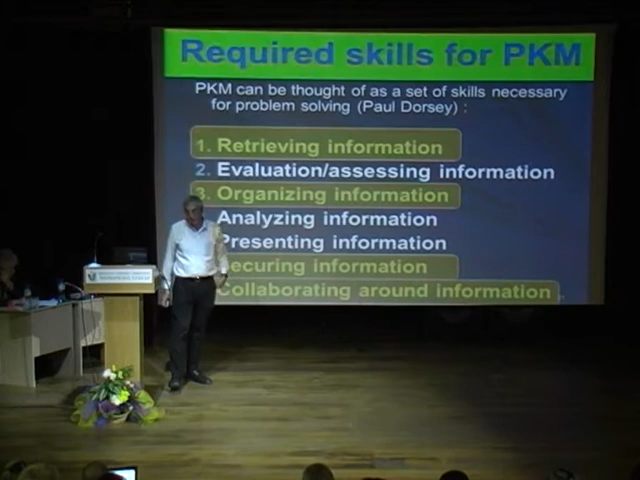 Required skills for PKM
PKM can be thought of as a set of skills necessary
for problem solving (Paul Dorsey) :
1. Retrieving information
2. Evaluation/assessing information
3. Organizing information
Analyzing information
Presenting information
Securing information
Collaborating around information